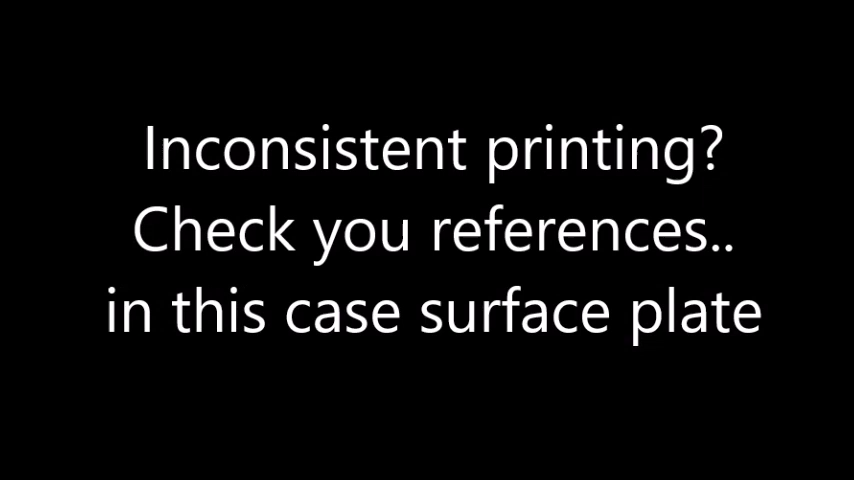 Inconsistent printing?
Check you references..
in this case surface plate